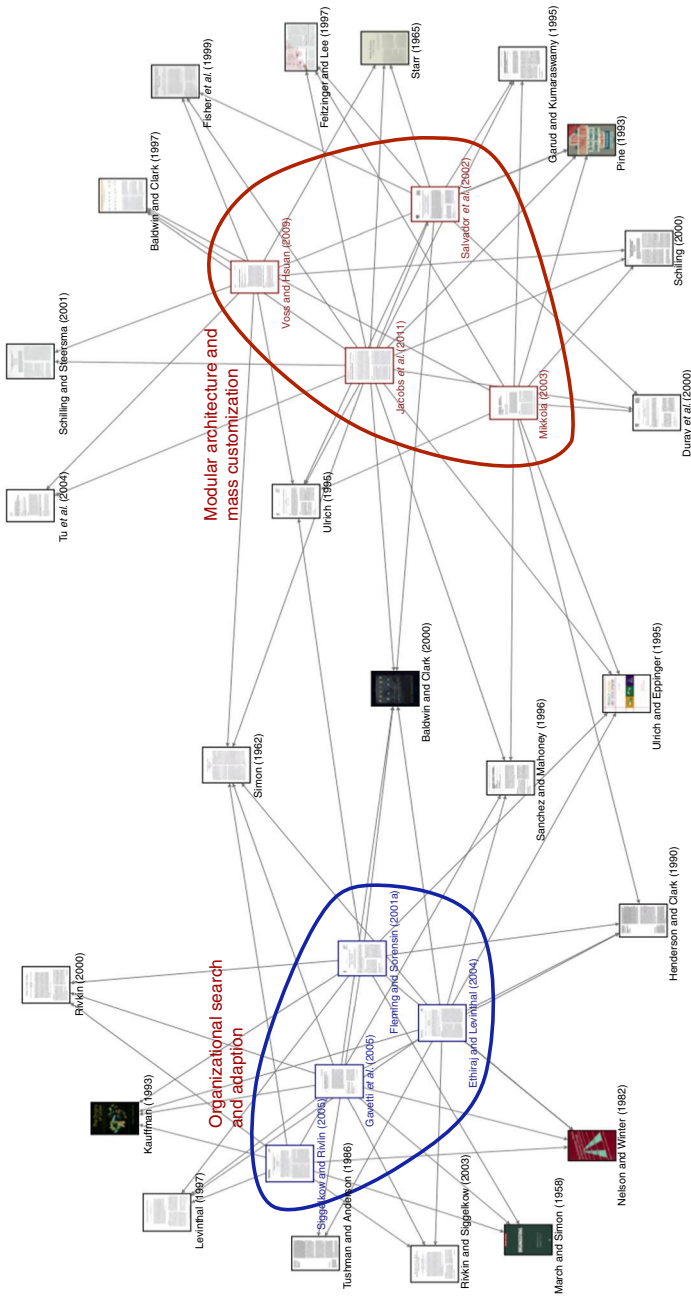 Tu et al. (2004)
Schilling and Steersma (2001)
Rivkin (2000)
Kauffman (1993)
Baldwin and Clark (1997)
Levinthal (1997)
Fisher et al. (1999)
Organizational search
and adaption
Modular architecture and
mass customization
Simon (1962)
Voss and Hsuan (2009)
Siggelkow and Rivlin (2005)
Ulrich (1995)
Feitzinger and Lee (1997)
Tushman and Anderson (1986)
Gavetti et al. (2005)
Fleming and Sorensin (2001a)
Jacobs et al. (2011)
Starr (1965)
Baldwin and Clark (2000)
Rivkin and Siggelkow (2003)
Ethiraj and Levinthal (2004)
Salvador et al. (2002)
Sanchez and Mahoney (1996)
Mikkola (2003)
Garud and Kumaraswamy (1995)
March and Simon (1958)
Nelson and Winter (1982)
Pine (1993)
Ulrich and Eppinger (1995)
Henderson and Clark (1990)
Schilling (2000)
Durav et al. (2000)